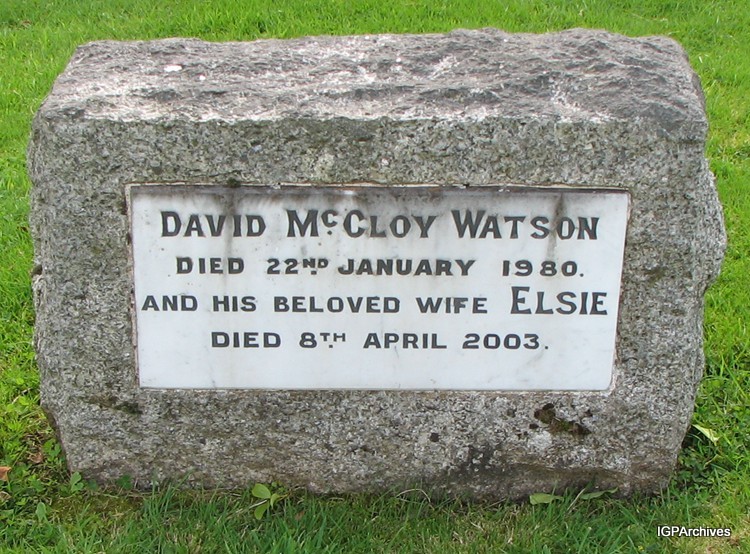 DAVID McCLOY WATSON
DIED 22ND JANUARY 1980.
AND HIS BELOVED WIFE ELSIE
DIED 8TH APRIL 2003.
IGPArchives